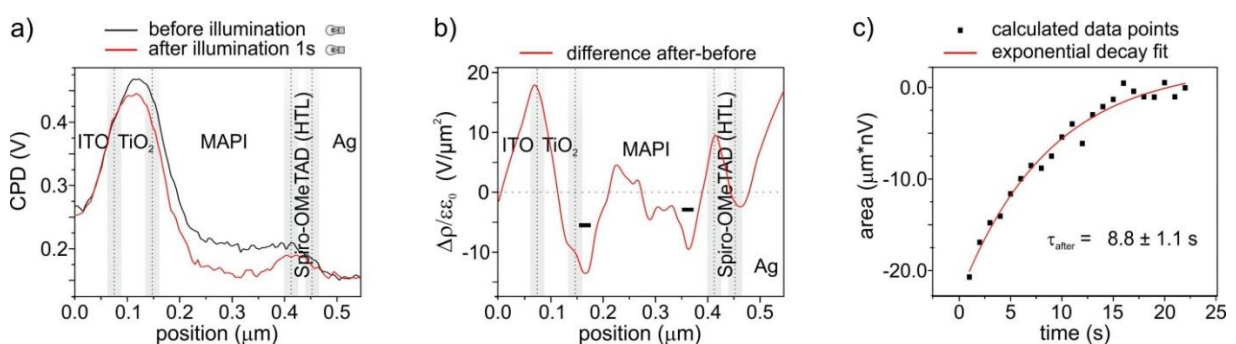 a)
before illumination
after illumination 1s
CPD (V)
0.4
0.3
0.2
ITO
TiO2
MAPI
Spiro-OMeTAD (HTL)
Ag
0.0 0.1 0.2 0.3 0.4 0.5
position (μm)
b)
difference after-before
Δρ/εε0 (V/μm²)
20
10
0
-10
ITO
TiO2
MAPI
Spiro-OMeTAD (HTL)
Ag
0.0 0.1 0.2 0.3 0.4 0.5
position (μm)
c)
calculated data points
exponential decay fit
area (μm*nV)
0.0
-10.0
-20.0
τafter = 8.8 ± 1.1 s
0 5 10 15 20 25
time (s)